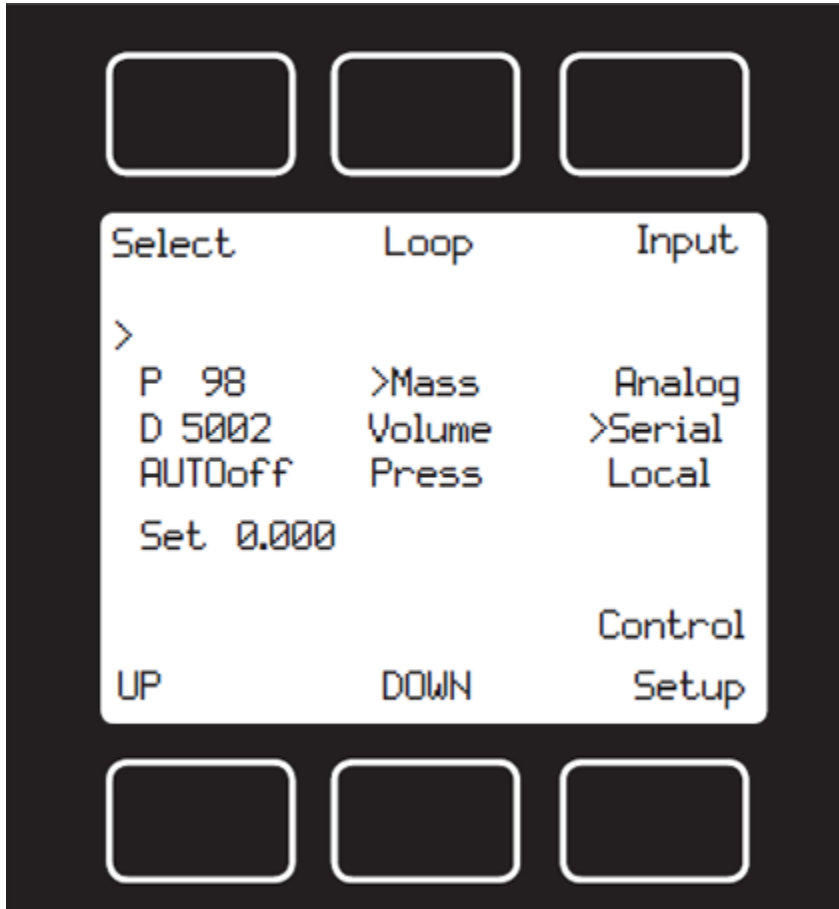 Select Loop Input
>
P 98 >Mass Analog
D 5002 Volume >Serial
AUTOoff Press Local
Set 0.000
Control
UP DOWN Setup